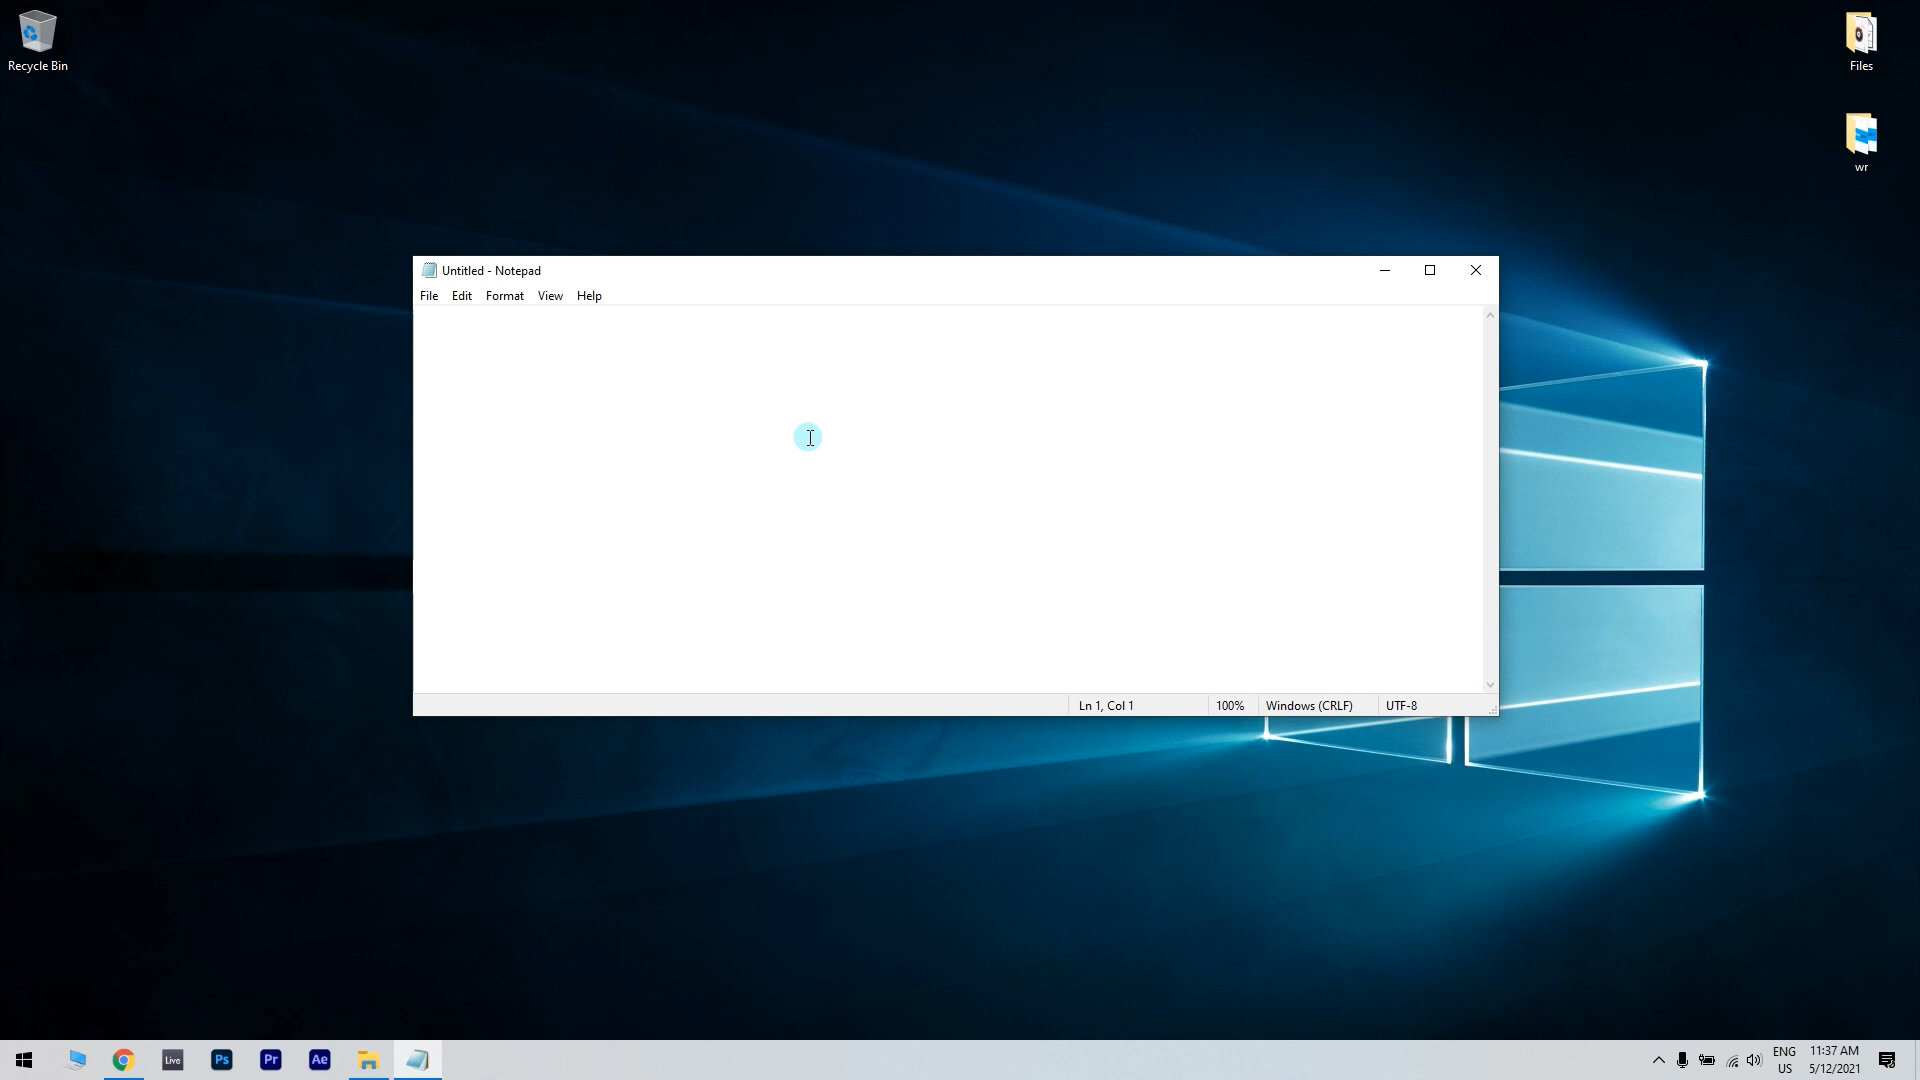 Recycle Bin
Files
wr
Untitled - Notepad
File Edit Format View Help
Ln 1, Col 1 100% Windows (CRLF) UTF-8
Live Ps Pr Ae
ENG 11:37 AM
US 5/12/2021